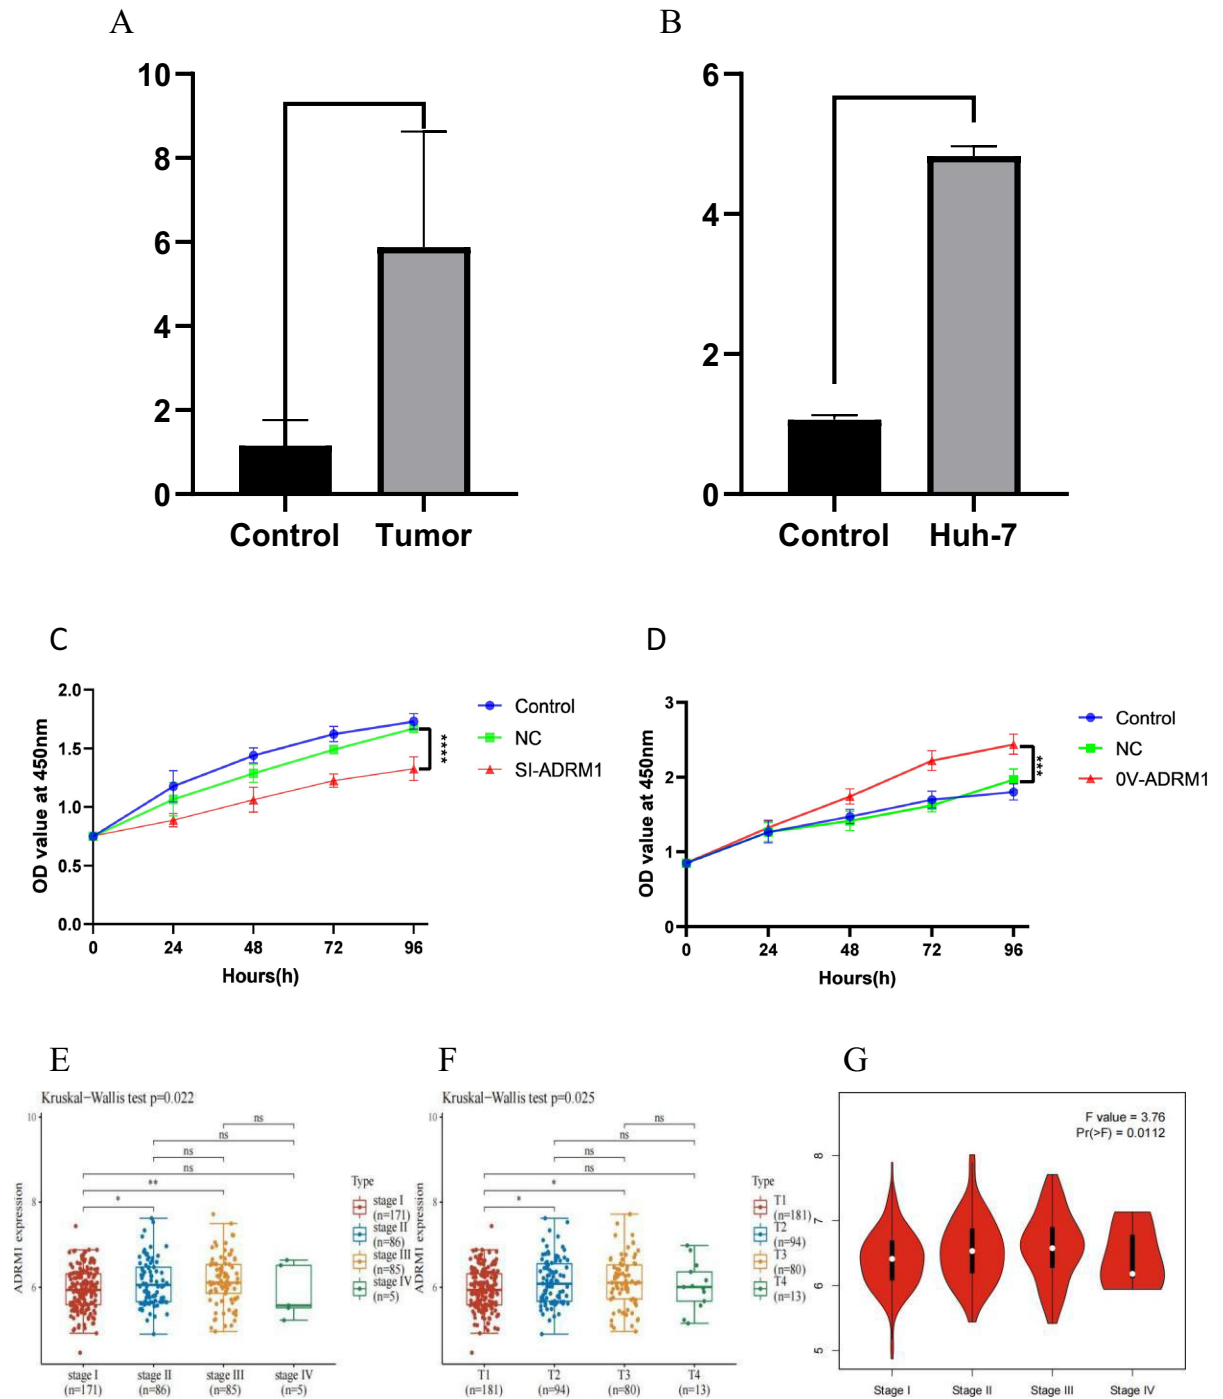 A
B
10
8
6
4
2
0
Control Tumor
6
4
2
0
Control Huh-7
C
D
2.0
1.5
1.0
0.5
0.0
OD value at 450nm
0 24 48 72 96
Hours(h)
Control
NC
SI-ADRM1
****
3
2
1
0
OD value at 450nm
0 24 48 72 96
Hours(h)
Control
NC
0V-ADRM1
***
E
F
G
Kruskal-Wallis test p=0.022
10
8
6
ADRM1 expression
ns
ns
ns
ns
**
*
Type
stage I
(n=171)
stage II
(n=86)
stage III
(n=85)
stage IV
(n=5)
stage I stage II stage III stage IV
(n=171) (n=86) (n=85) (n=5)
Kruskal-Wallis test p=0.025
10
8
6
ADRM1 expression
ns
ns
ns
ns
*
*
Type
T1
(n=181)
T2
(n=94)
T3
(n=80)
T4
(n=13)
T1 T2 T3 T4
(n=181) (n=94) (n=80) (n=13)
F value = 3.76
Pr(>F) = 0.0112
8
7
6
5
Stage I Stage II Stage III Stage IV